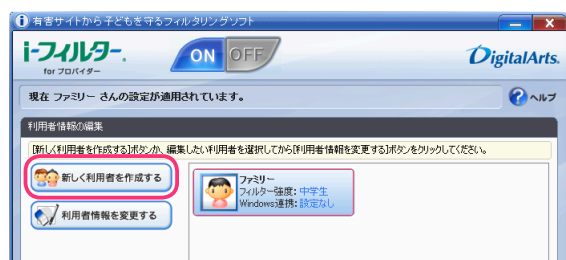 有害サイトから子どもを守るフィルタリングソフト
i-フィルター.
for プロバイダー
ON OFF
DigitalArts.
現在 ファミリー さんの設定が適用されています。
ヘルプ
利用者情報の編集
[新しく利用者を作成する]ボタンか、編集したい利用者を選択してから[利用者情報を変更する]ボタンをクリックしてください。
新しく利用者を作成する
ファミリー
フィルター強度: 中学生
Windows連携: 設定なし
利用者情報を変更する